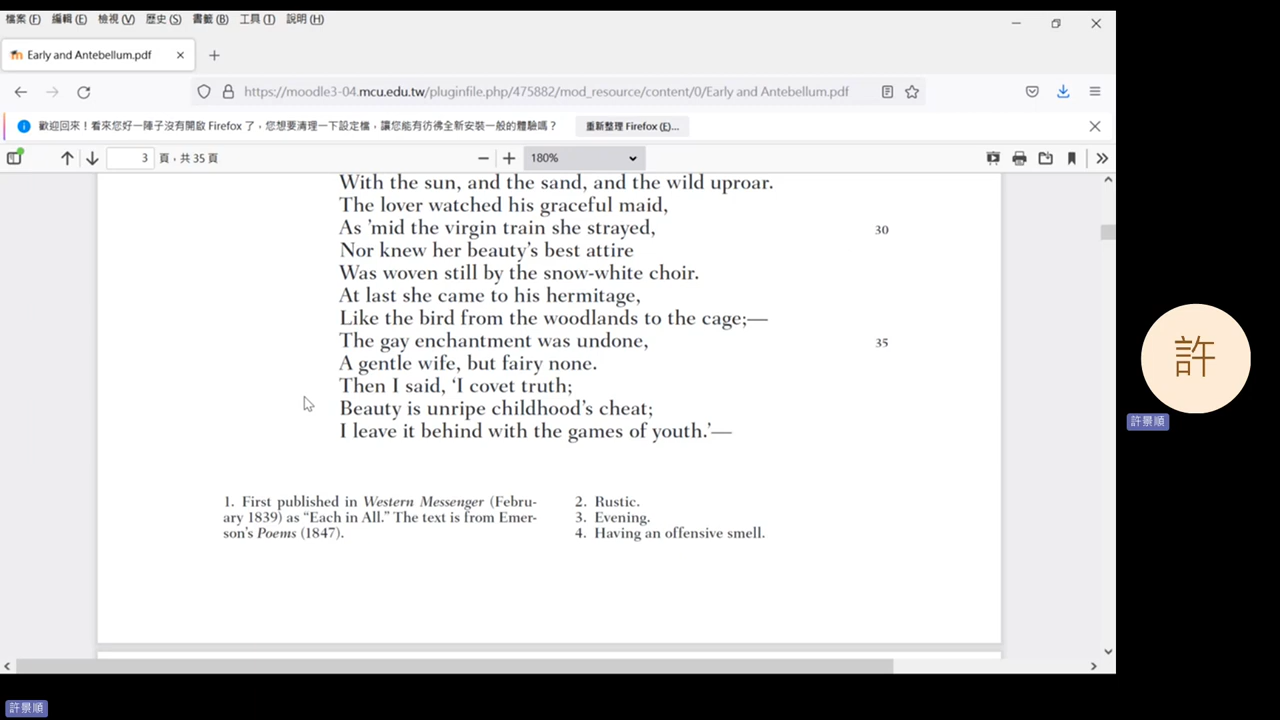 檔案(F) 編輯(E) 檢視(V) 歷史(S) 書籤(B) 工具(T) 說明(H)
Early and Antebellum.pdf
https://moodle3-04.mcu.edu.tw/pluginfile.php/475882/mod_resource/content/0/Early and Antebellum.pdf
歡迎回來！看來您好一陣子沒有開啟 Firefox 了，您想要清理一下設定檔，讓您能有彷彿全新安裝一般的體驗嗎？ 重新整理 Firefox (E)...
3 頁，共 35 頁 180%
With the sun, and the sand, and the wild uproar.
The lover watched his graceful maid,
As ’mid the virgin train she strayed, 30
Nor knew her beauty’s best attire
Was woven still by the snow-white choir.
At last she came to his hermitage,
Like the bird from the woodlands to the cage;—
The gay enchantment was undone, 35
A gentle wife, but fairy none.
Then I said, ‘I covet truth;
Beauty is unripe childhood’s cheat;
I leave it behind with the games of youth.’—
1. First published in Western Messenger (Febru-
ary 1839) as “Each in All.” The text is from Emer-
son’s Poems (1847).
2. Rustic.
3. Evening.
4. Having an offensive smell.
許
許景順
許景順